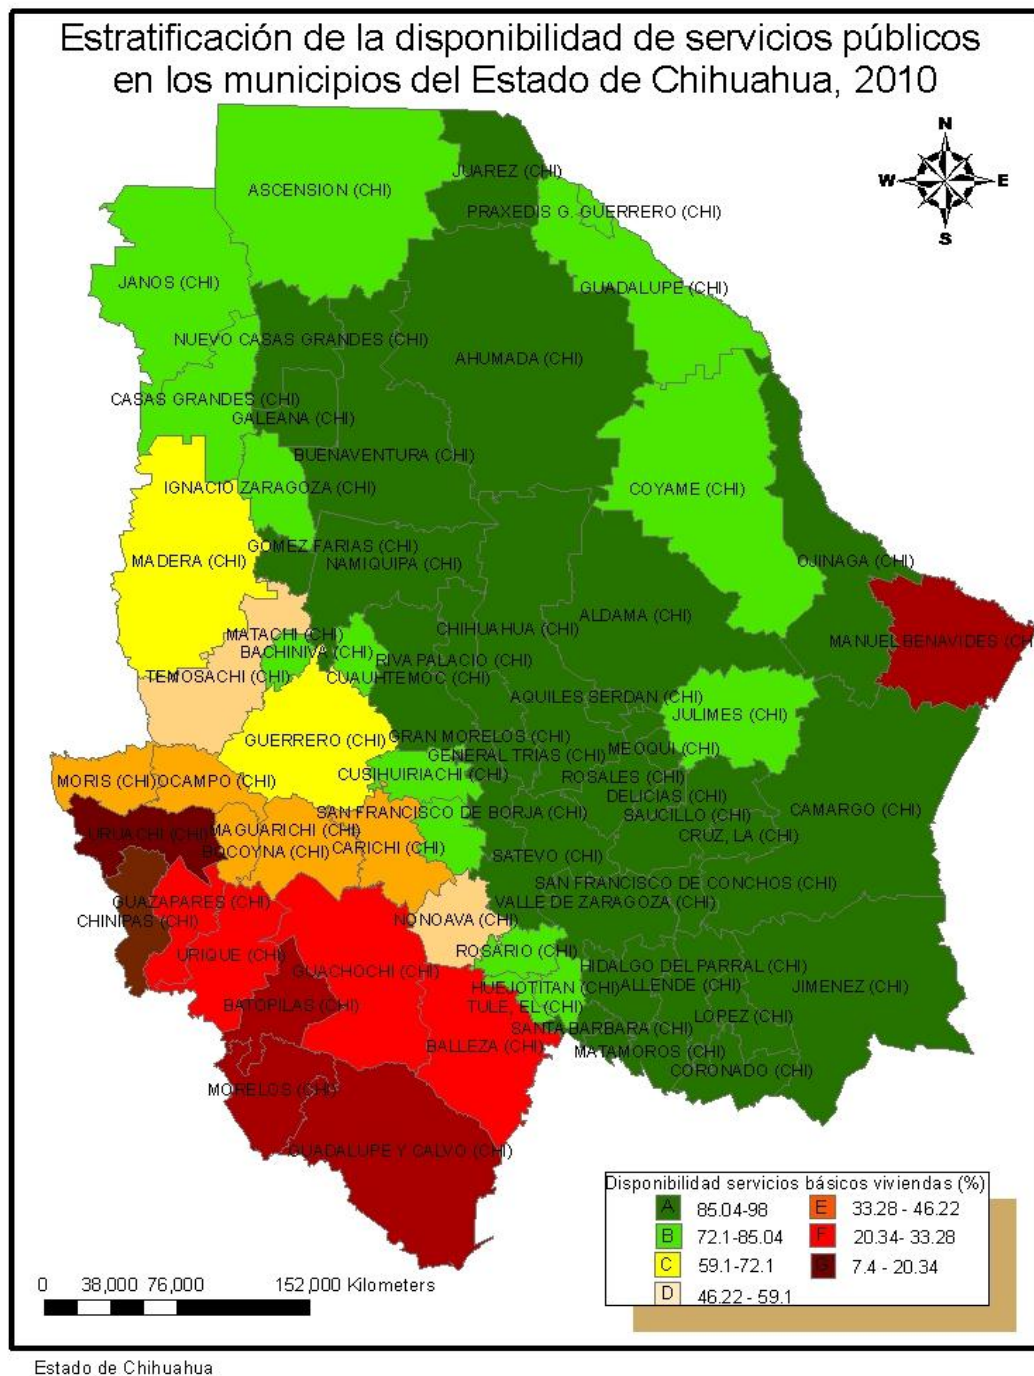 Estratificación de la disponibilidad de servicios públicos
en los municipios del Estado de Chihuahua, 2010
N
W E
S
JUAREZ (CHI)
ASCENSION (CHI)
PRAXEDIS G. GUERRERO (CHI)
JANOS (CHI)
GUADALUPE (CHI)
NUEVO CASAS GRANDES (CHI)
AHUMADA (CHI)
CASAS GRANDES (CHI)
GALEANA (CHI)
BUENAVENTURA (CHI)
IGNACIO ZARAGOZA (CHI)
COYAME (CHI)
GOMEZ FARIAS (CHI)
MADERA (CHI)
NAMIQUIPA (CHI)
OJINAGA (CHI)
ALDAMA (CHI)
CHIHUAHUA (CHI)
MATACHI (CHI)
MANUEL BENAVIDES (CH
BACHINIVA (CHI)
RIVA PALACIO (CHI)
TEMOSACHI (CHI)
CUAUHTEMOC (CHI)
AQUILES SERDAN (CHI)
JULIMES (CHI)
GUERRERO (CHI)
GRAN MORELOS (CHI)
MEOQUI (CHI)
GENERAL TRIAS (CHI)
CUSIHUIRIACHI (CHI)
ROSALES (CHI)
MORIS (CHI)
OCAMPO (CHI)
DELICIAS (CHI)
CAMARGO (CHI)
SAN FRANCISCO DE BORJA (CHI)
SAUCILLO (CHI)
URUACHI (CHI)
MAGUARICHI (CHI)
CRUZ, LA (CHI)
BOCOYNA (CHI)
CARICHI (CHI)
SATEVO (CHI)
SAN FRANCISCO DE CONCHOS (CHI)
GUAZAPARES (CHI)
VALLE DE ZARAGOZA (CHI)
CHINIPAS (CHI)
NONOAVA (CHI)
URIQUE (CHI)
ROSARIO (CHI)
HIDALGO DEL PARRAL (CHI)
GUACHOCHI (CHI)
HUEJOTITAN (CHI)
ALLENDE (CHI)
JIMENEZ (CHI)
BATOPILAS (CHI)
TULE, EL (CHI)
LOPEZ (CHI)
SANTA BARBARA (CHI)
BALLEZA (CHI)
MATAMOROS (CHI)
CORONADO (CHI)
MORELOS (CHI)
GUADALUPE Y CALVO (CHI)
Disponibilidad servicios básicos viviendas (%)
A 85.04-98 E 33.28 - 46.22
B 72.1-85.04 F 20.34- 33.28
C 59.1-72.1 G 7.4 - 20.34
D 46.22 - 59.1
0 38,000 76,000 152,000 Kilometers
Estado de Chihuahua